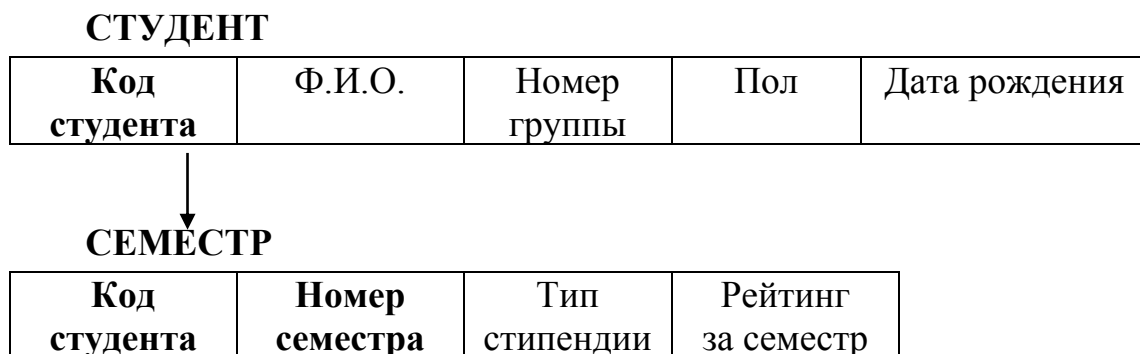 СТУДЕНТ
Код Ф.И.О. Номер Пол Дата рождения
студента группы
СЕМЕСТР
Код Номер Тип Рейтинг
студента семестра стипендии за семестр